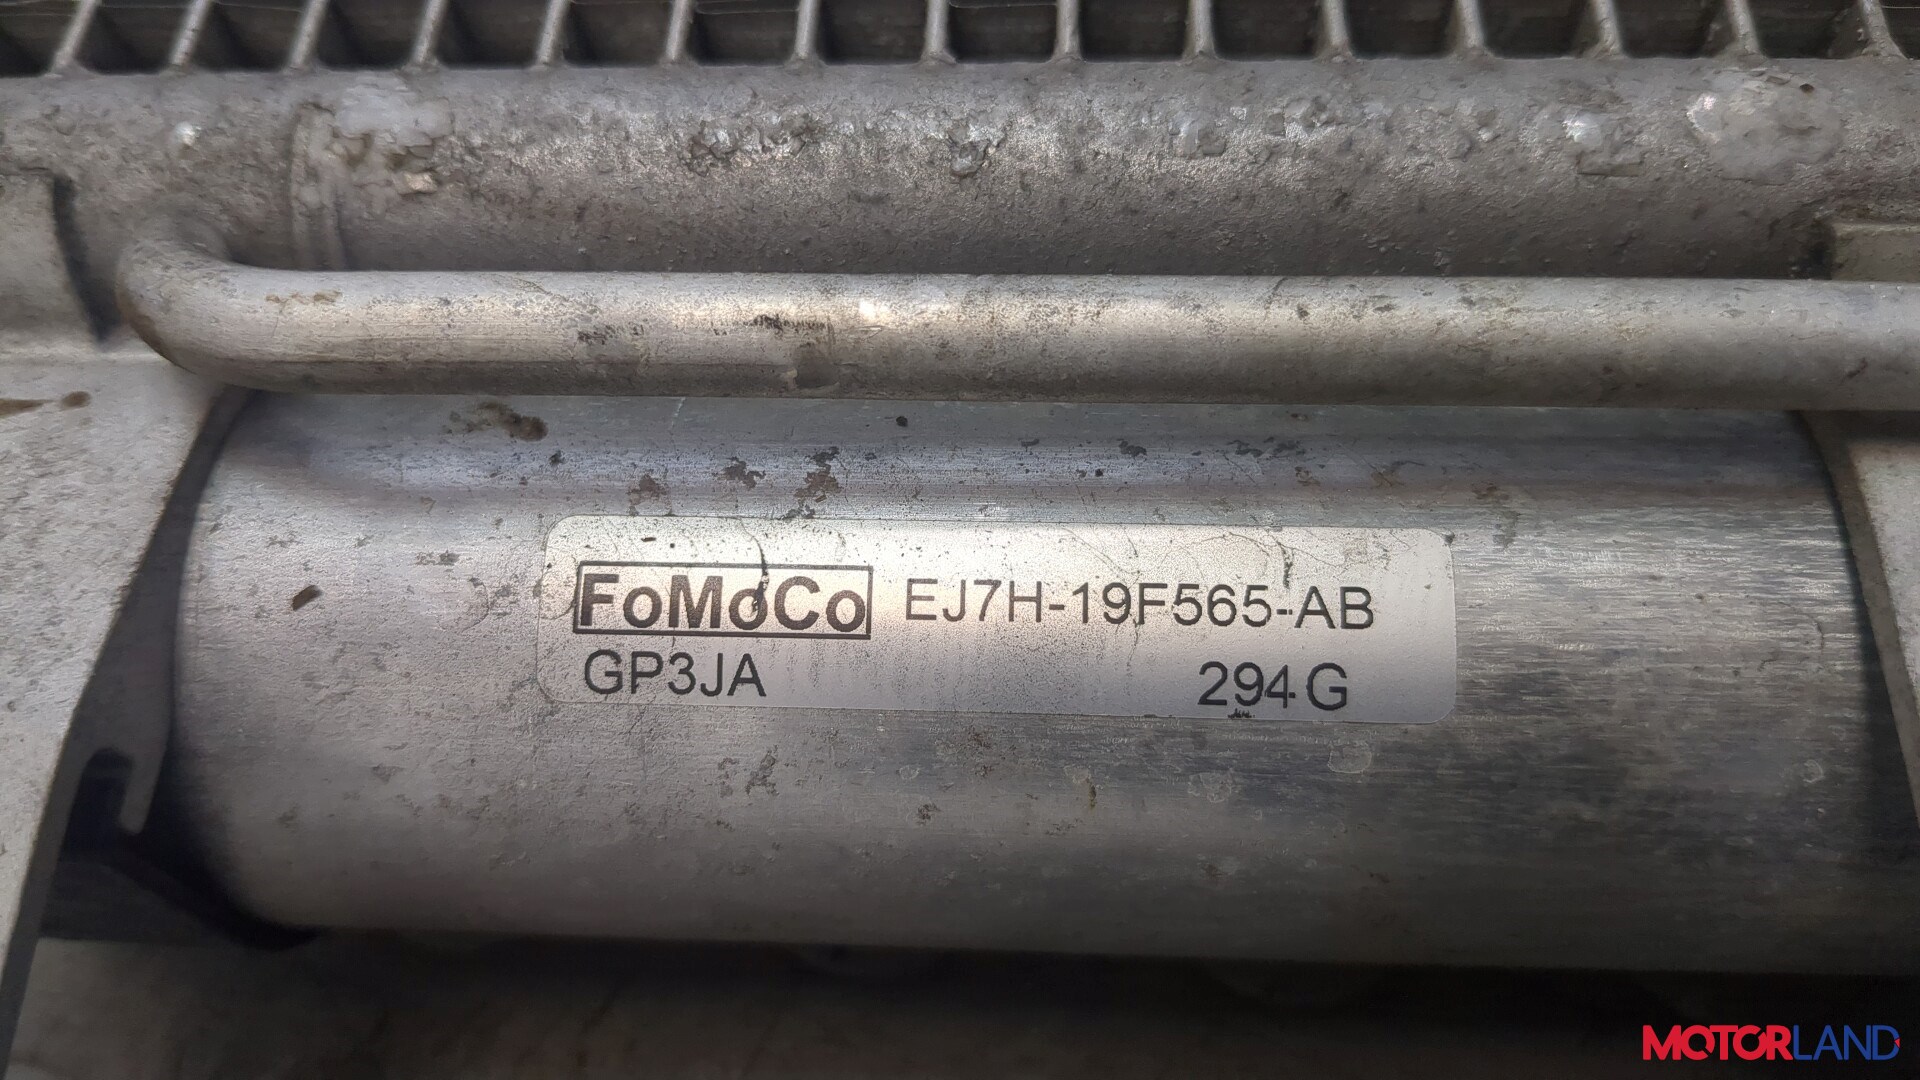 FoMoCo EJ7H-19F565-AB
GP3JA 294G
MOTORLAND